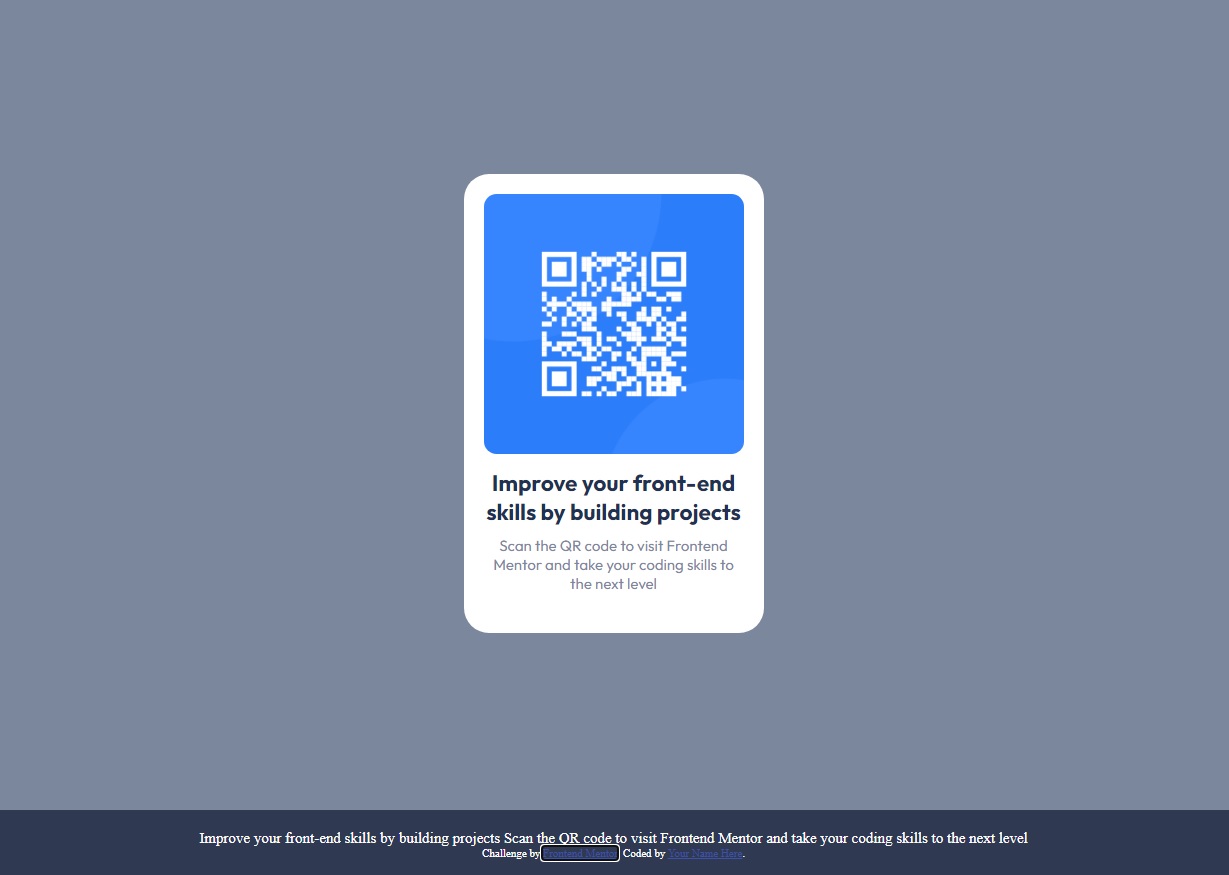 Improve your front-end
skills by building projects
Scan the QR code to visit Frontend
Mentor and take your coding skills to
the next level
Improve your front-end skills by building projects Scan the QR code to visit Frontend Mentor and take your coding skills to the next level
Challenge by Frontend Mentor. Coded by Your Name Here.